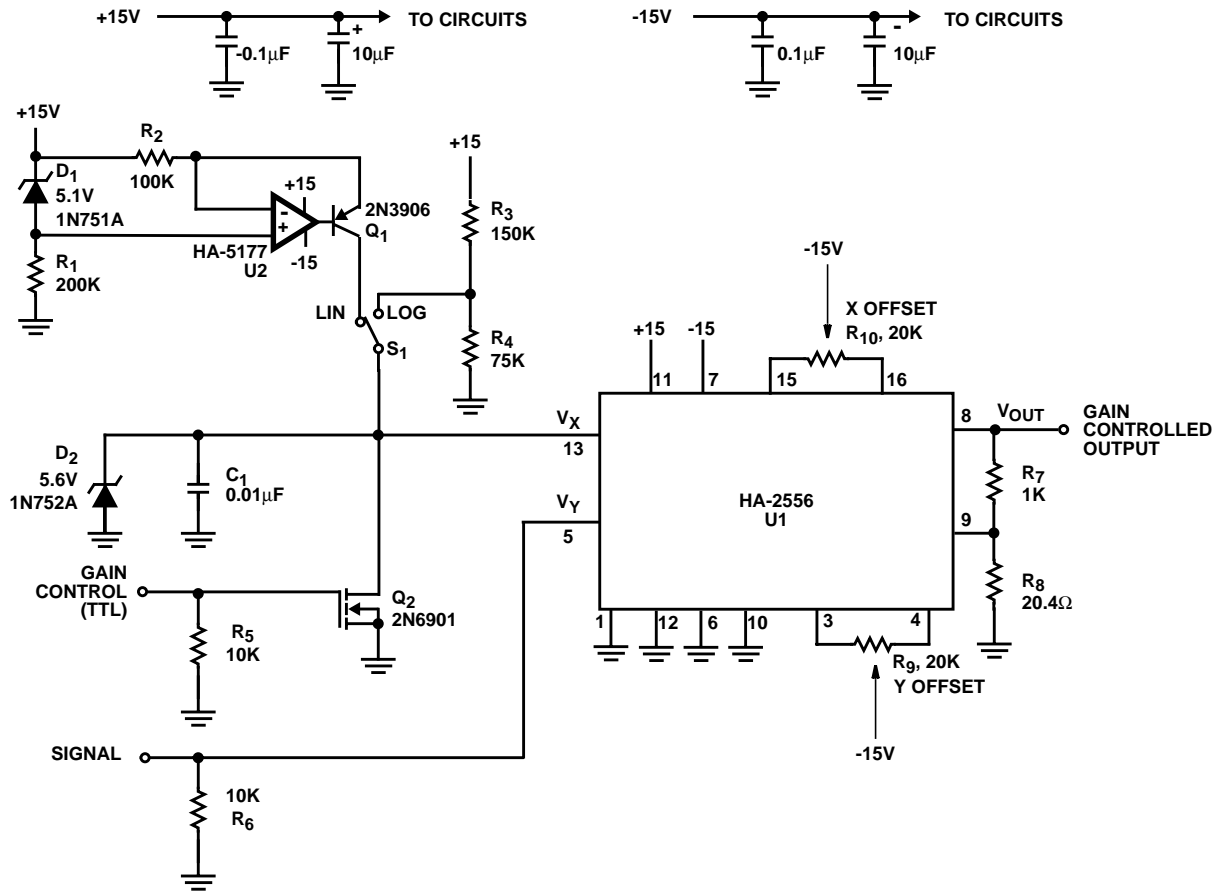 +15V
TO CIRCUITS
-0.1μF
+
10μF
-15V
TO CIRCUITS
0.1μF
-
10μF
+15V
R2
100K
D1
5.1V
1N751A
R1
200K
+15
-
+
-15
HA-5177
U2
2N3906
Q1
+15
R3
150K
LIN
LOG
S1
R4
75K
-15V
X OFFSET
R10, 20K
+15
-15
11
7
15
16
VX
13
VY
5
HA-2556
U1
8
VOUT
GAIN
CONTROLLED
OUTPUT
R7
1K
9
R8
20.4Ω
D2
5.6V
1N752A
C1
0.01μF
GAIN
CONTROL
(TTL)
Q2
2N6901
R5
10K
1
12
6
10
3
4
R9, 20K
Y OFFSET
-15V
SIGNAL
10K
R6